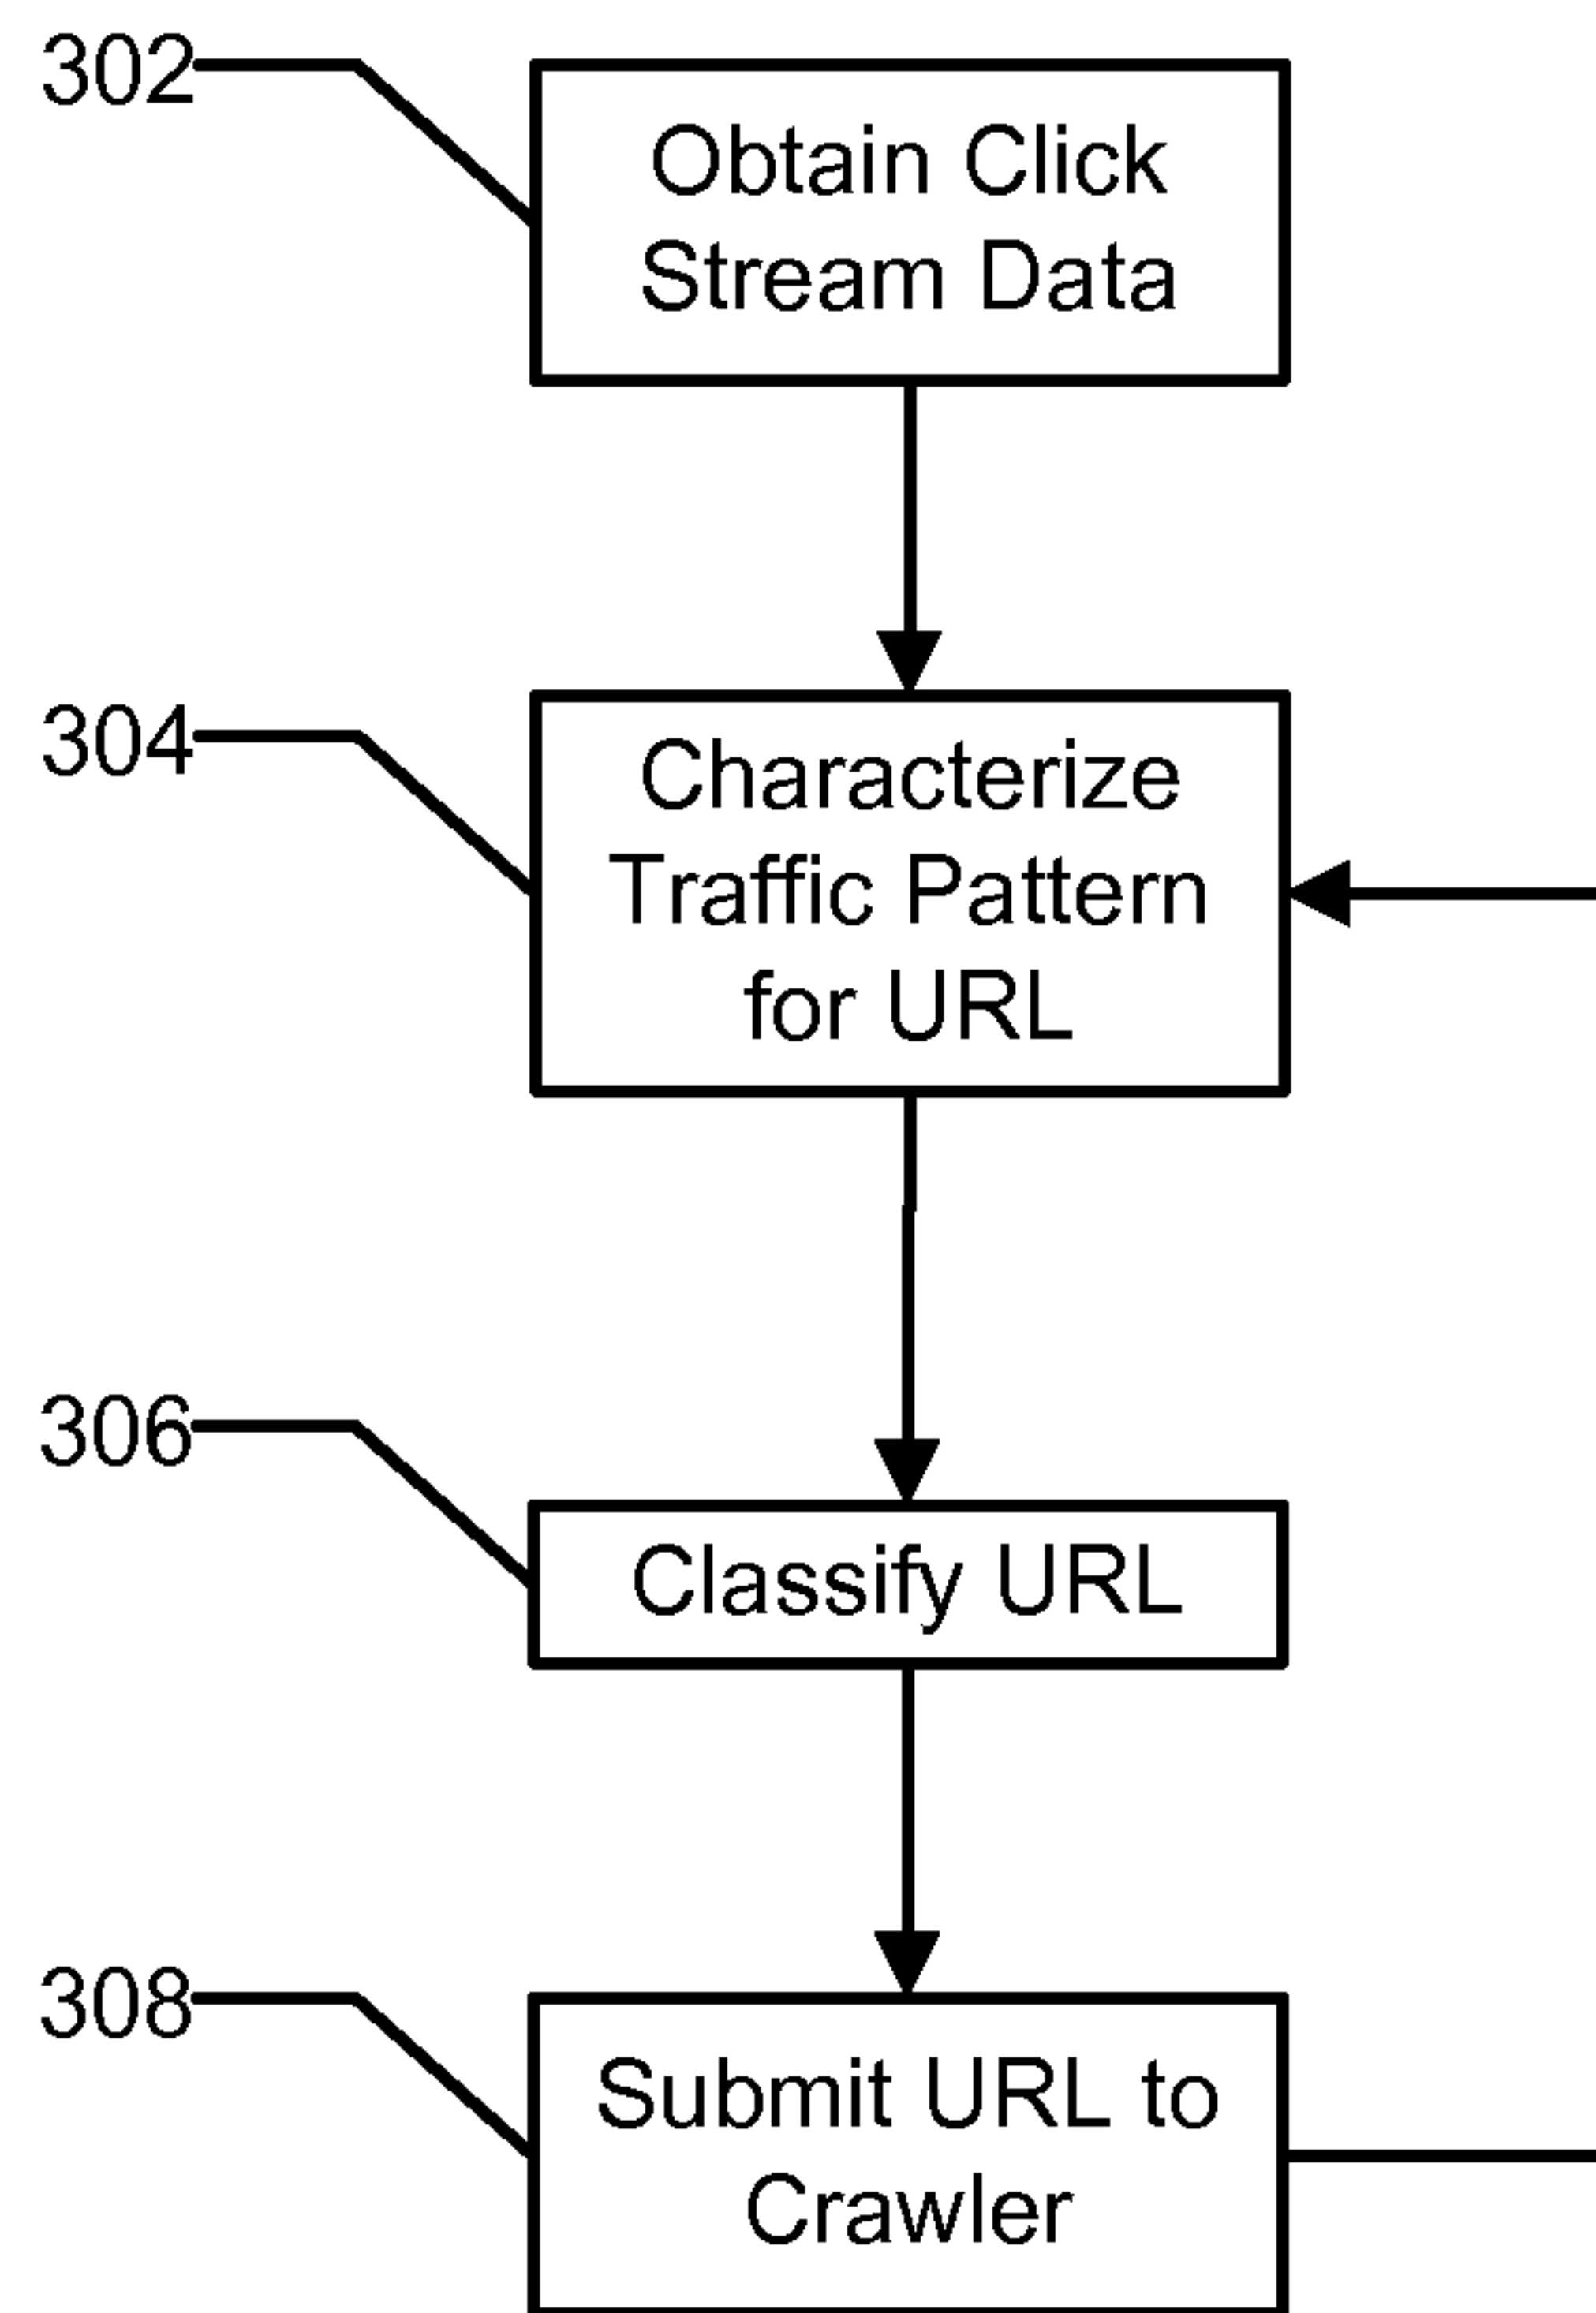 302
Obtain Click
Stream Data
304
Characterize
Traffic Pattern
for URL
306
Classify URL
308
Submit URL to
Crawler